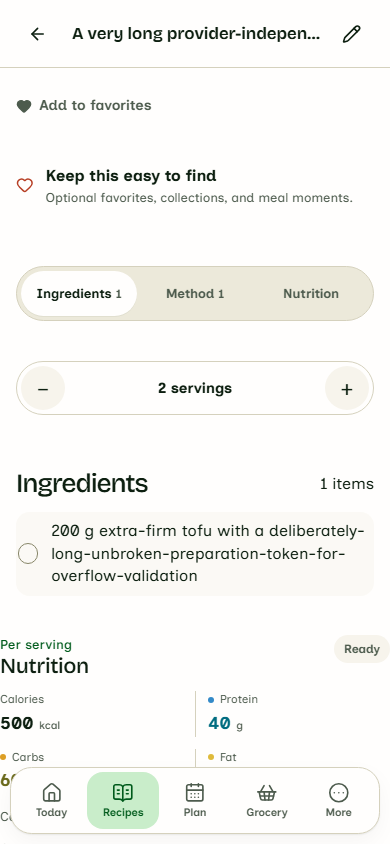 A very long provider-indepen...
Add to favorites
Keep this easy to find
Optional favorites, collections, and meal moments.
Ingredients 1
Method 1
Nutrition
− 2 servings +
Ingredients
1 items
200 g extra-firm tofu with a deliberately-
long-unbroken-preparation-token-for-
overflow-validation
Per serving
Ready
Nutrition
Calories
Protein
500 kcal
40 g
Carbs
Fat
Today
Recipes
Plan
Grocery
More